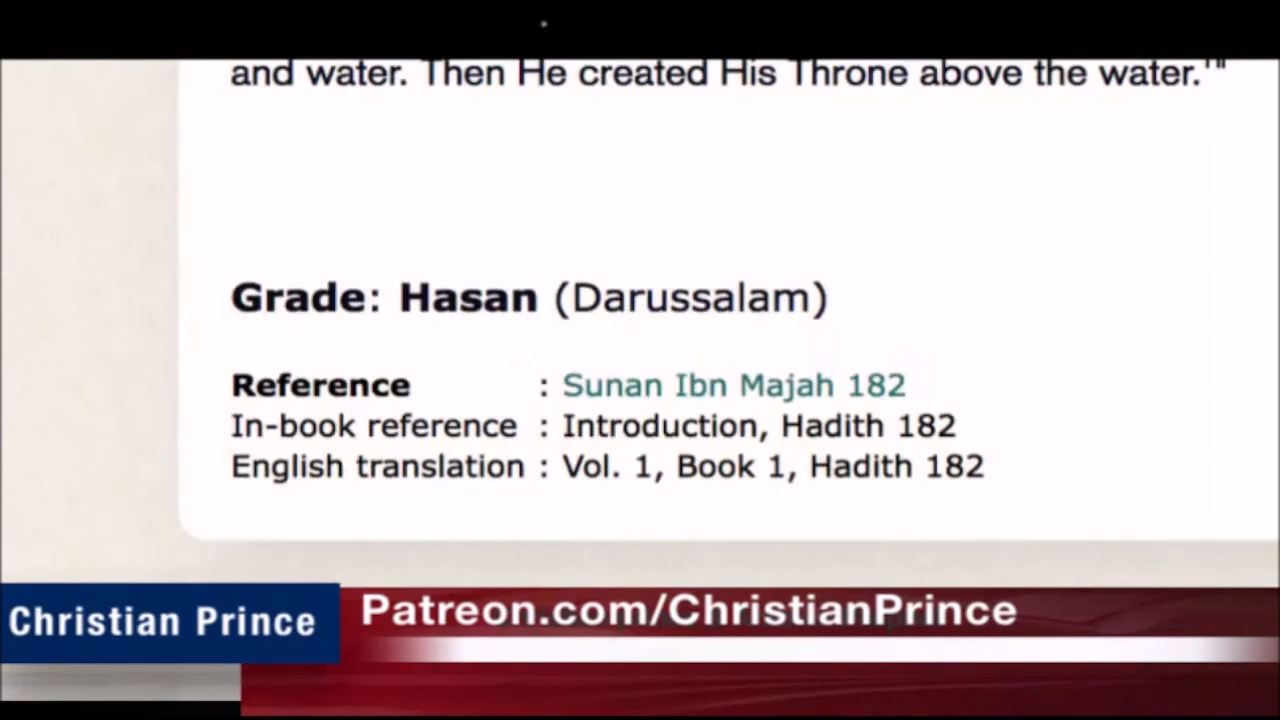 and water. Then He created His Throne above the water.'"
Grade: Hasan (Darussalam)
Reference : Sunan Ibn Majah 182
In-book reference : Introduction, Hadith 182
English translation : Vol. 1, Book 1, Hadith 182
Christian Prince
Patreon.com/ChristianPrince